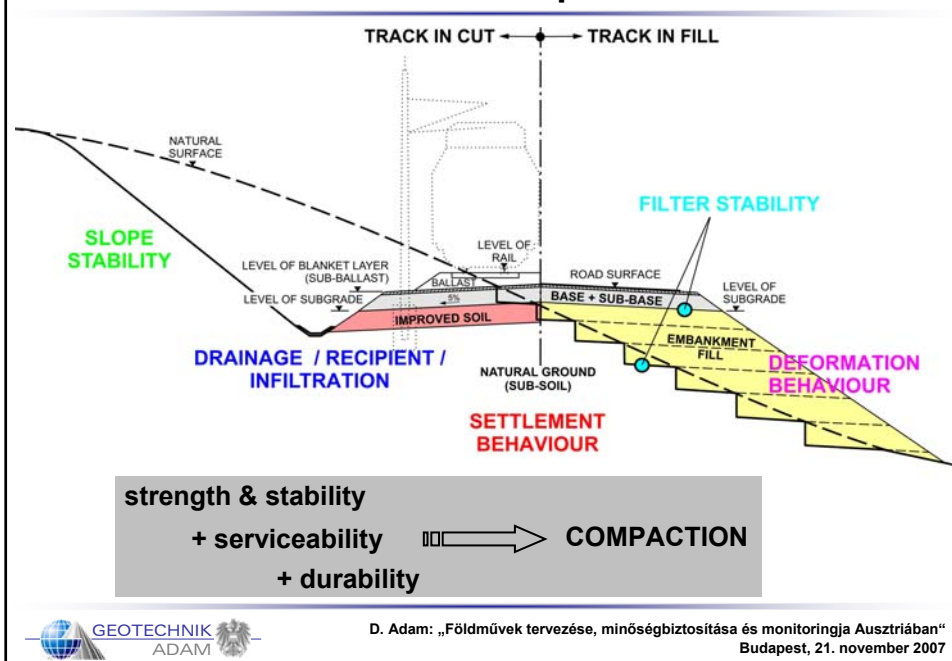 TRACK IN CUT
TRACK IN FILL
NATURAL
SURFACE
FILTER STABILITY
SLOPE
STABILITY
LEVEL OF
RAIL
LEVEL OF BLANKET LAYER
(SUB-BALLAST)
BALLAST
ROAD SURFACE
LEVEL OF
SUBGRADE
LEVEL OF SUBGRADE
5%
BASE + SUB-BASE
IMPROVED SOIL
EMBANKMENT
FILL
DRAINAGE / RECIPIENT /
INFILTRATION
NATURAL GROUND
(SUB-SOIL)
DEFORMATION
BEHAVIOUR
SETTLEMENT
BEHAVIOUR
strength & stability
+ serviceability
COMPACTION
+ durability
GEOTECHNIK
ADAM
D. Adam: „Földművek tervezése, minőségbiztosítása és monitoringja Ausztriában“
Budapest, 21. november 2007